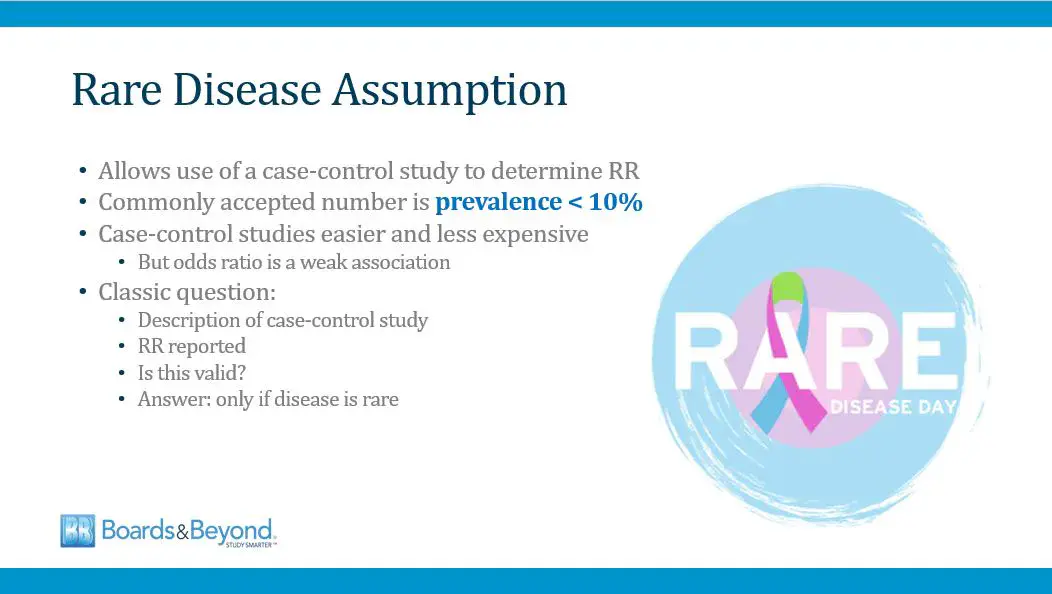 Rare Disease Assumption
• Allows use of a case-control study to determine RR
• Commonly accepted number is prevalence < 10%
• Case-control studies easier and less expensive
• But odds ratio is a weak association
• Classic question:
• Description of case-control study
• RR reported
• Is this valid?
• Answer: only if disease is rare
RARE
DISEASE DAY
BB Boards&Beyond.
STUDY SMARTER™